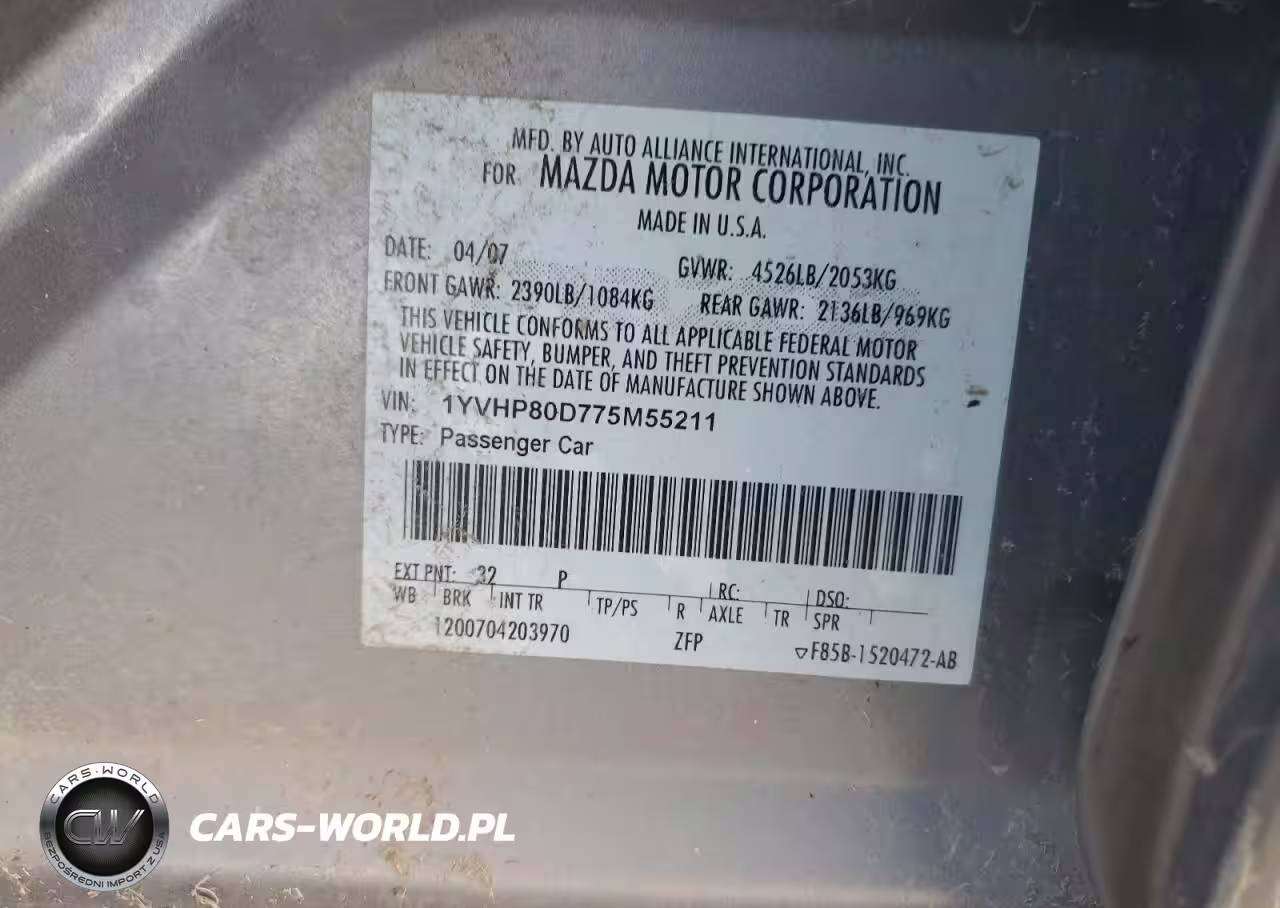 MFD. BY AUTO ALLIANCE INTERNATIONAL, INC.
FOR MAZDA MOTOR CORPORATION
MADE IN U.S.A.
DATE: 04/07 GVWR: 4526LB/2053KG
FRONT GAWR: 2390LB/1084KG REAR GAWR: 2136LB/969KG
THIS VEHICLE CONFORMS TO ALL APPLICABLE FEDERAL MOTOR
VEHICLE SAFETY, BUMPER, AND THEFT PREVENTION STANDARDS
IN EFFECT ON THE DATE OF MANUFACTURE SHOWN ABOVE.
VIN: 1YVHP80D775M55211
TYPE: Passenger Car
EXT PNT: 32 P RC: DSO:
WB BRK INT TR TP/PS R AXLE TR SPR
1200704203970 ZFP ▽F85B-1520472-AB
CARS-WORLD
CW
BEZPOŚREDNI IMPORT Z USA
CARS-WORLD.PL